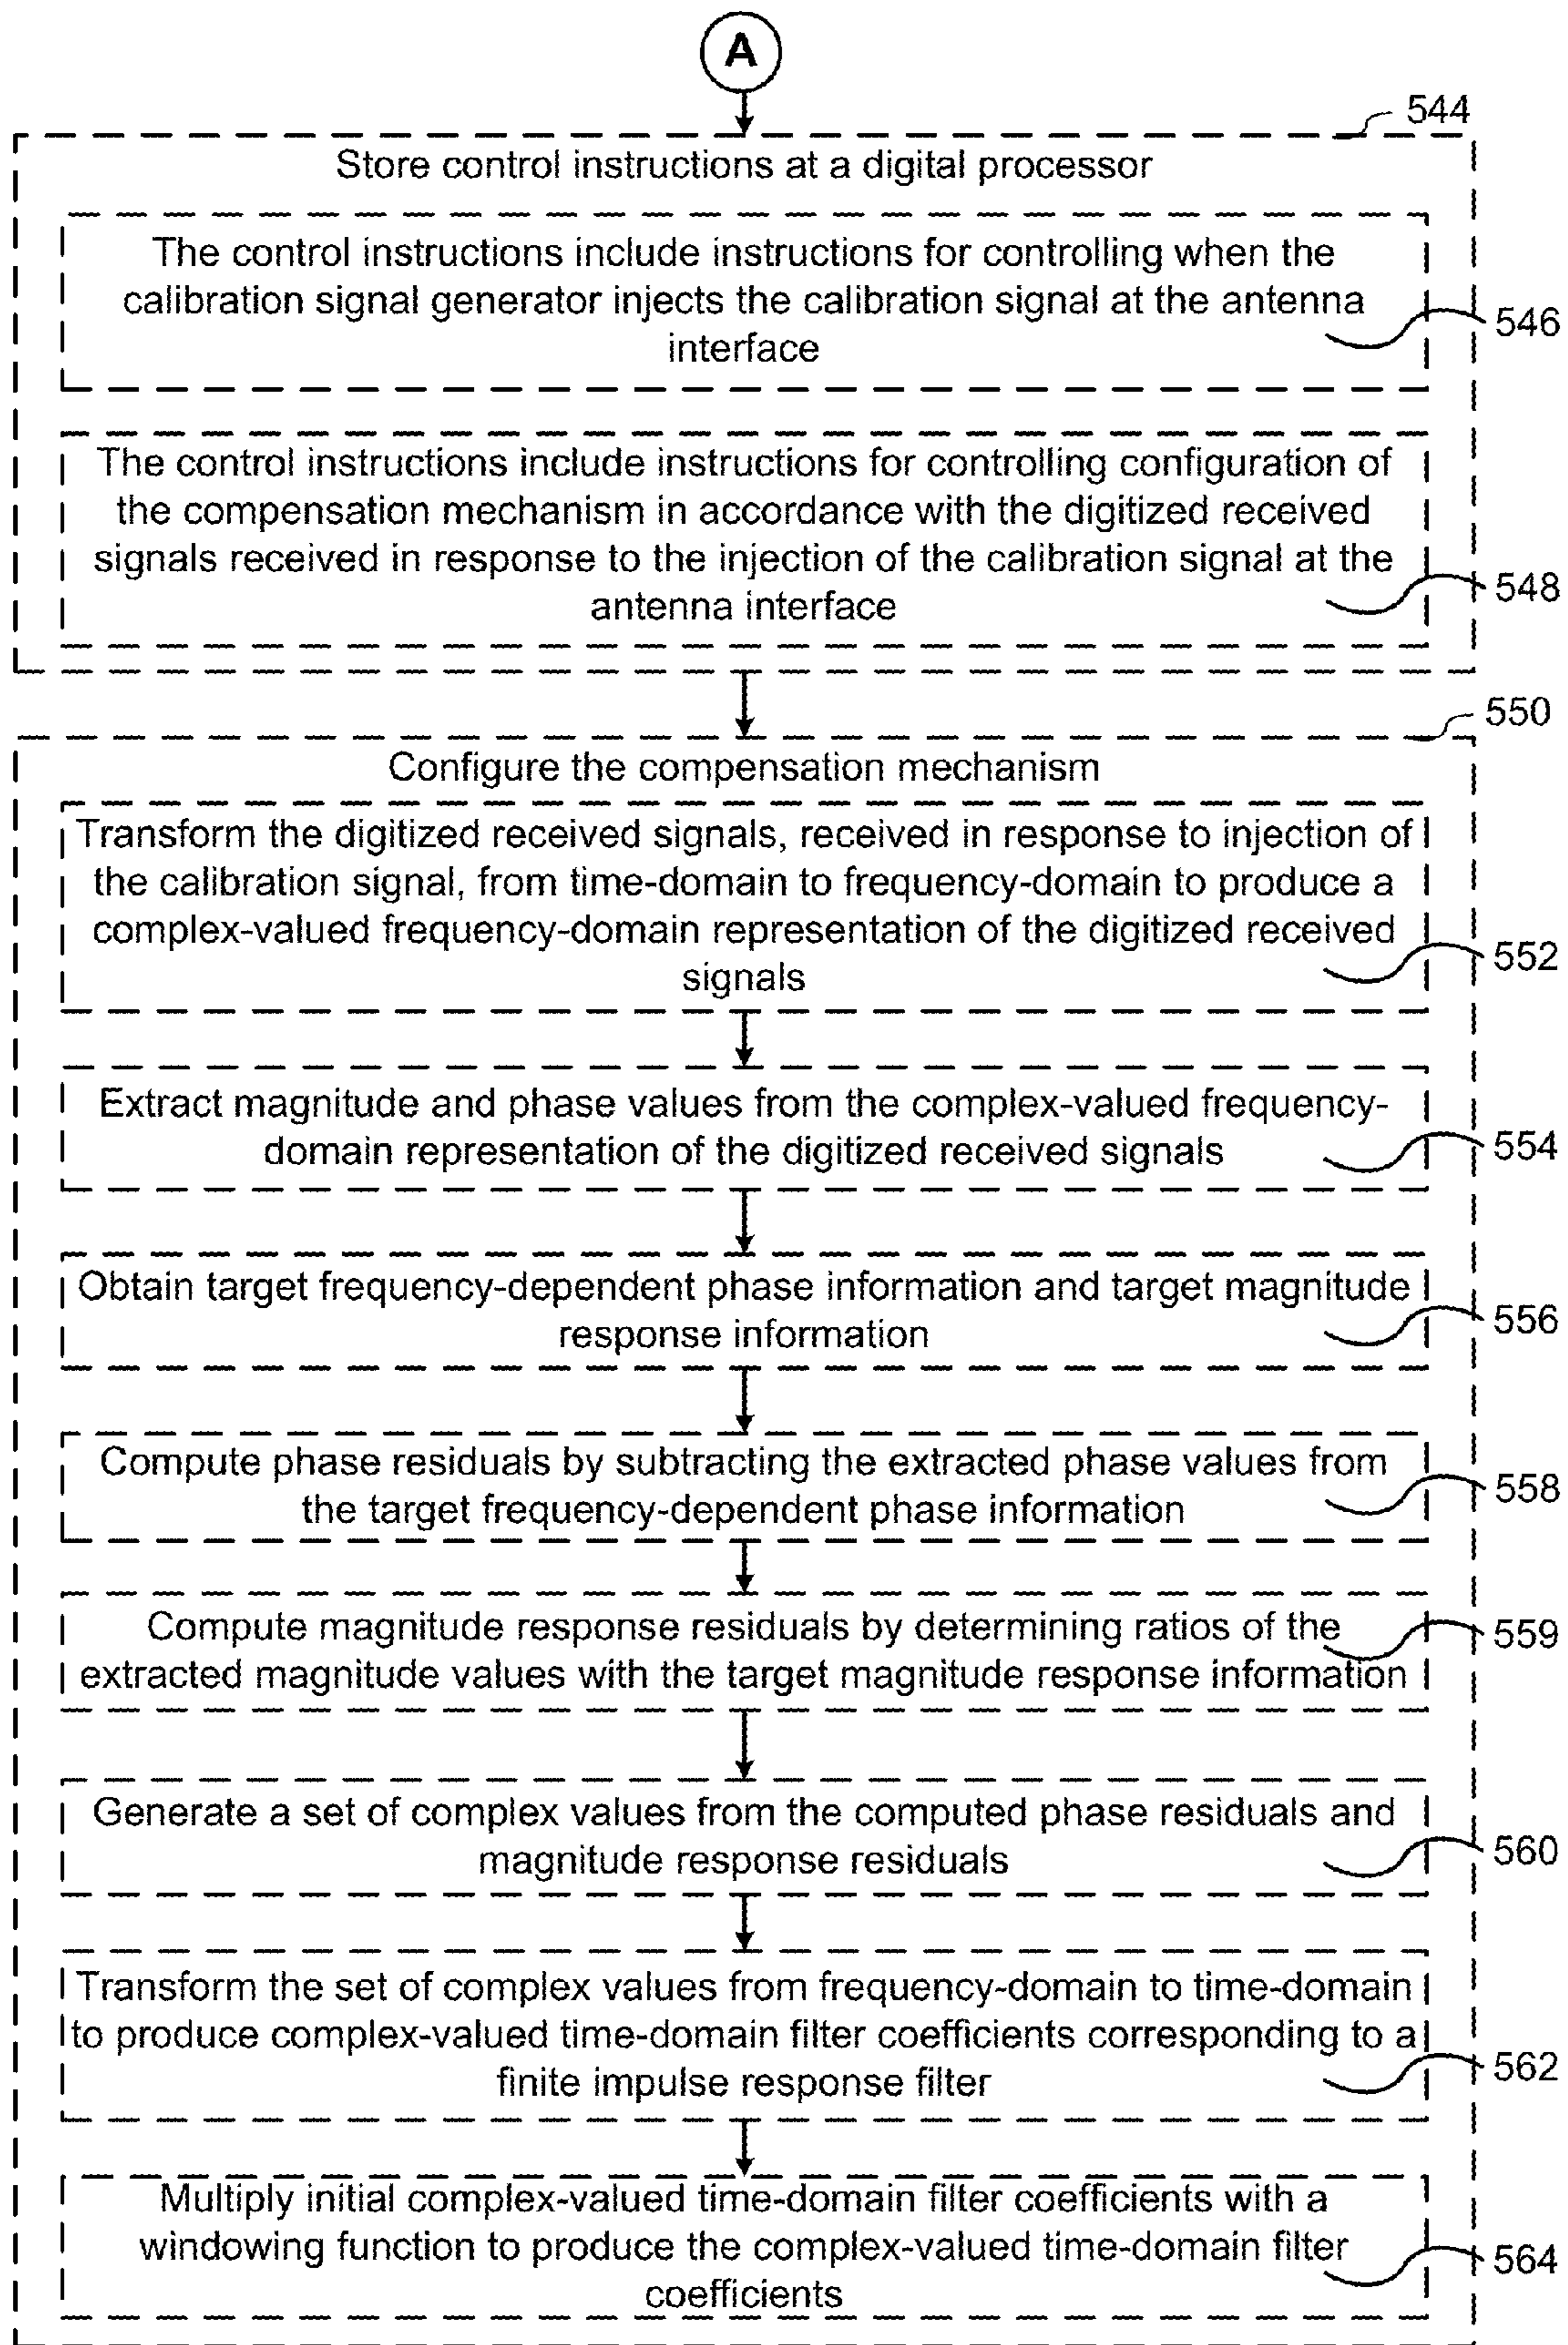 A
544
Store control instructions at a digital processor
The control instructions include instructions for controlling when the
calibration signal generator injects the calibration signal at the antenna
interface
546
The control instructions include instructions for controlling configuration of
the compensation mechanism in accordance with the digitized received
signals received in response to the injection of the calibration signal at the
antenna interface
548
550
Configure the compensation mechanism
Transform the digitized received signals, received in response to injection of
the calibration signal, from time-domain to frequency-domain to produce a
complex-valued frequency-domain representation of the digitized received
signals
552
Extract magnitude and phase values from the complex-valued frequency-
domain representation of the digitized received signals
554
Obtain target frequency-dependent phase information and target magnitude
response information
556
Compute phase residuals by subtracting the extracted phase values from
the target frequency-dependent phase information
558
Compute magnitude response residuals by determining ratios of the
extracted magnitude values with the target magnitude response information
559
Generate a set of complex values from the computed phase residuals and
magnitude response residuals
560
Transform the set of complex values from frequency-domain to time-domain
to produce complex-valued time-domain filter coefficients corresponding to a
finite impulse response filter
562
Multiply initial complex-valued time-domain filter coefficients with a
windowing function to produce the complex-valued time-domain filter
coefficients
564